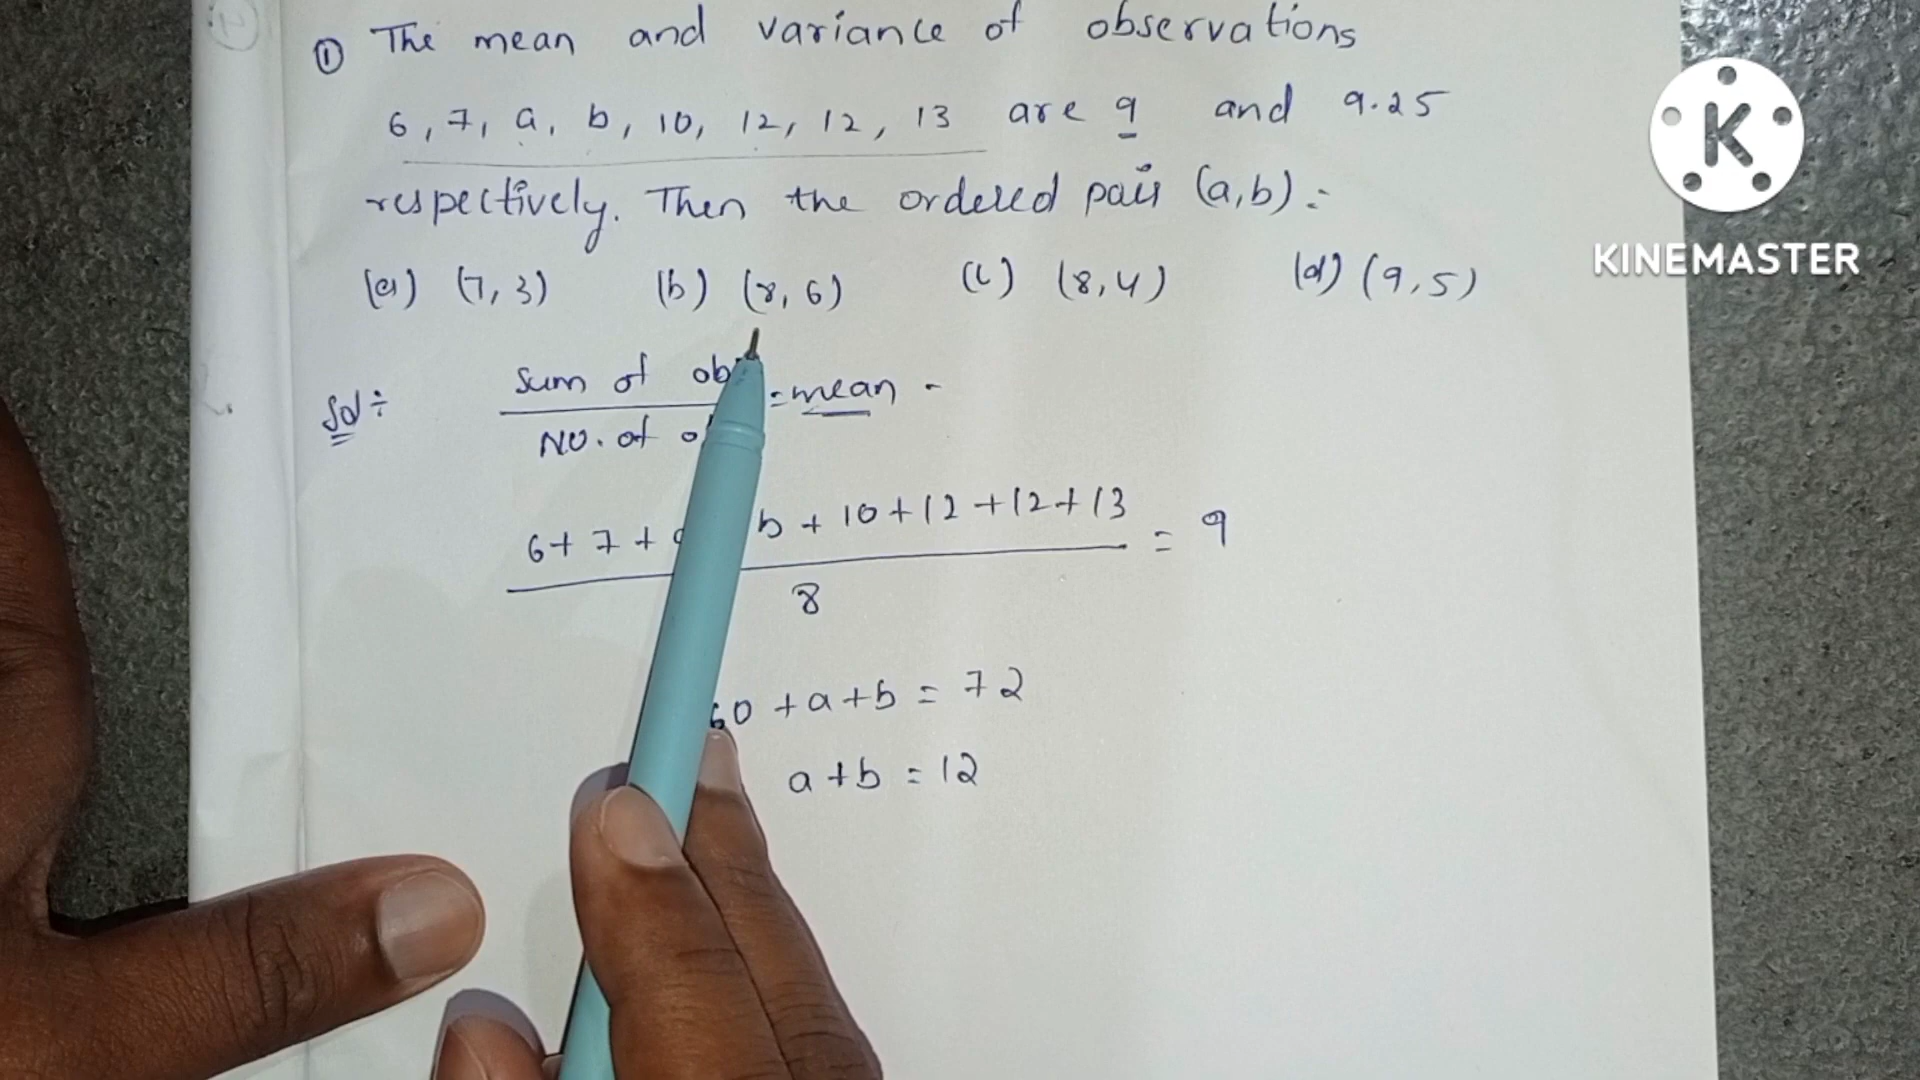 ① The mean and variance of observations
6, 7, a, b, 10, 12, 12, 13 are 9 and 9.25
respectively. Then the ordered pair (a,b) =
(a) (7, 3) (b) (8, 6) (c) (8, 4) (d) (9, 5)
KINEMASTER
Sol ÷ Sum of ob = mean -
No. of o
6 + 7 + b + 10 + 12 + 12 + 13 = 9
8
60 + a + b = 72
a + b = 12